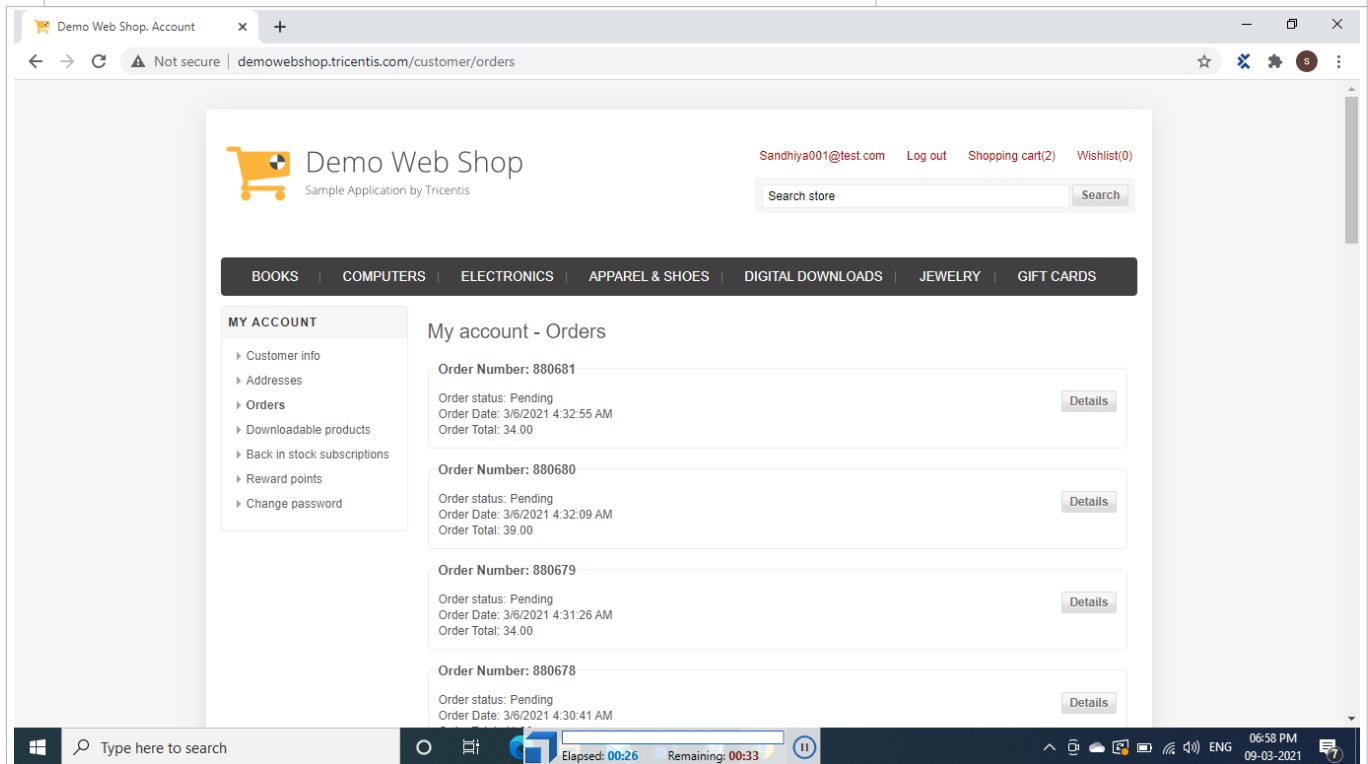 Demo Web Shop. Account
Not secure | demowebshop.tricentis.com/customer/orders
S
Demo Web Shop
Sample Application by Tricentis
Sandhiya001@test.com Log out Shopping cart(2) Wishlist(0)
Search store Search
BOOKS | COMPUTERS | ELECTRONICS | APPAREL & SHOES | DIGITAL DOWNLOADS | JEWELRY | GIFT CARDS
MY ACCOUNT
Customer info
Addresses
Orders
Downloadable products
Back in stock subscriptions
Reward points
Change password
My account - Orders
Order Number: 880681
Order status: Pending
Order Date: 3/6/2021 4:32:55 AM
Order Total: 34.00
Details
Order Number: 880680
Order status: Pending
Order Date: 3/6/2021 4:32:09 AM
Order Total: 39.00
Details
Order Number: 880679
Order status: Pending
Order Date: 3/6/2021 4:31:26 AM
Order Total: 34.00
Details
Order Number: 880678
Order status: Pending
Order Date: 3/6/2021 4:30:41 AM
Details
Type here to search
Elapsed: 00:26 Remaining: 00:33
ENG
06:58 PM
09-03-2021
7